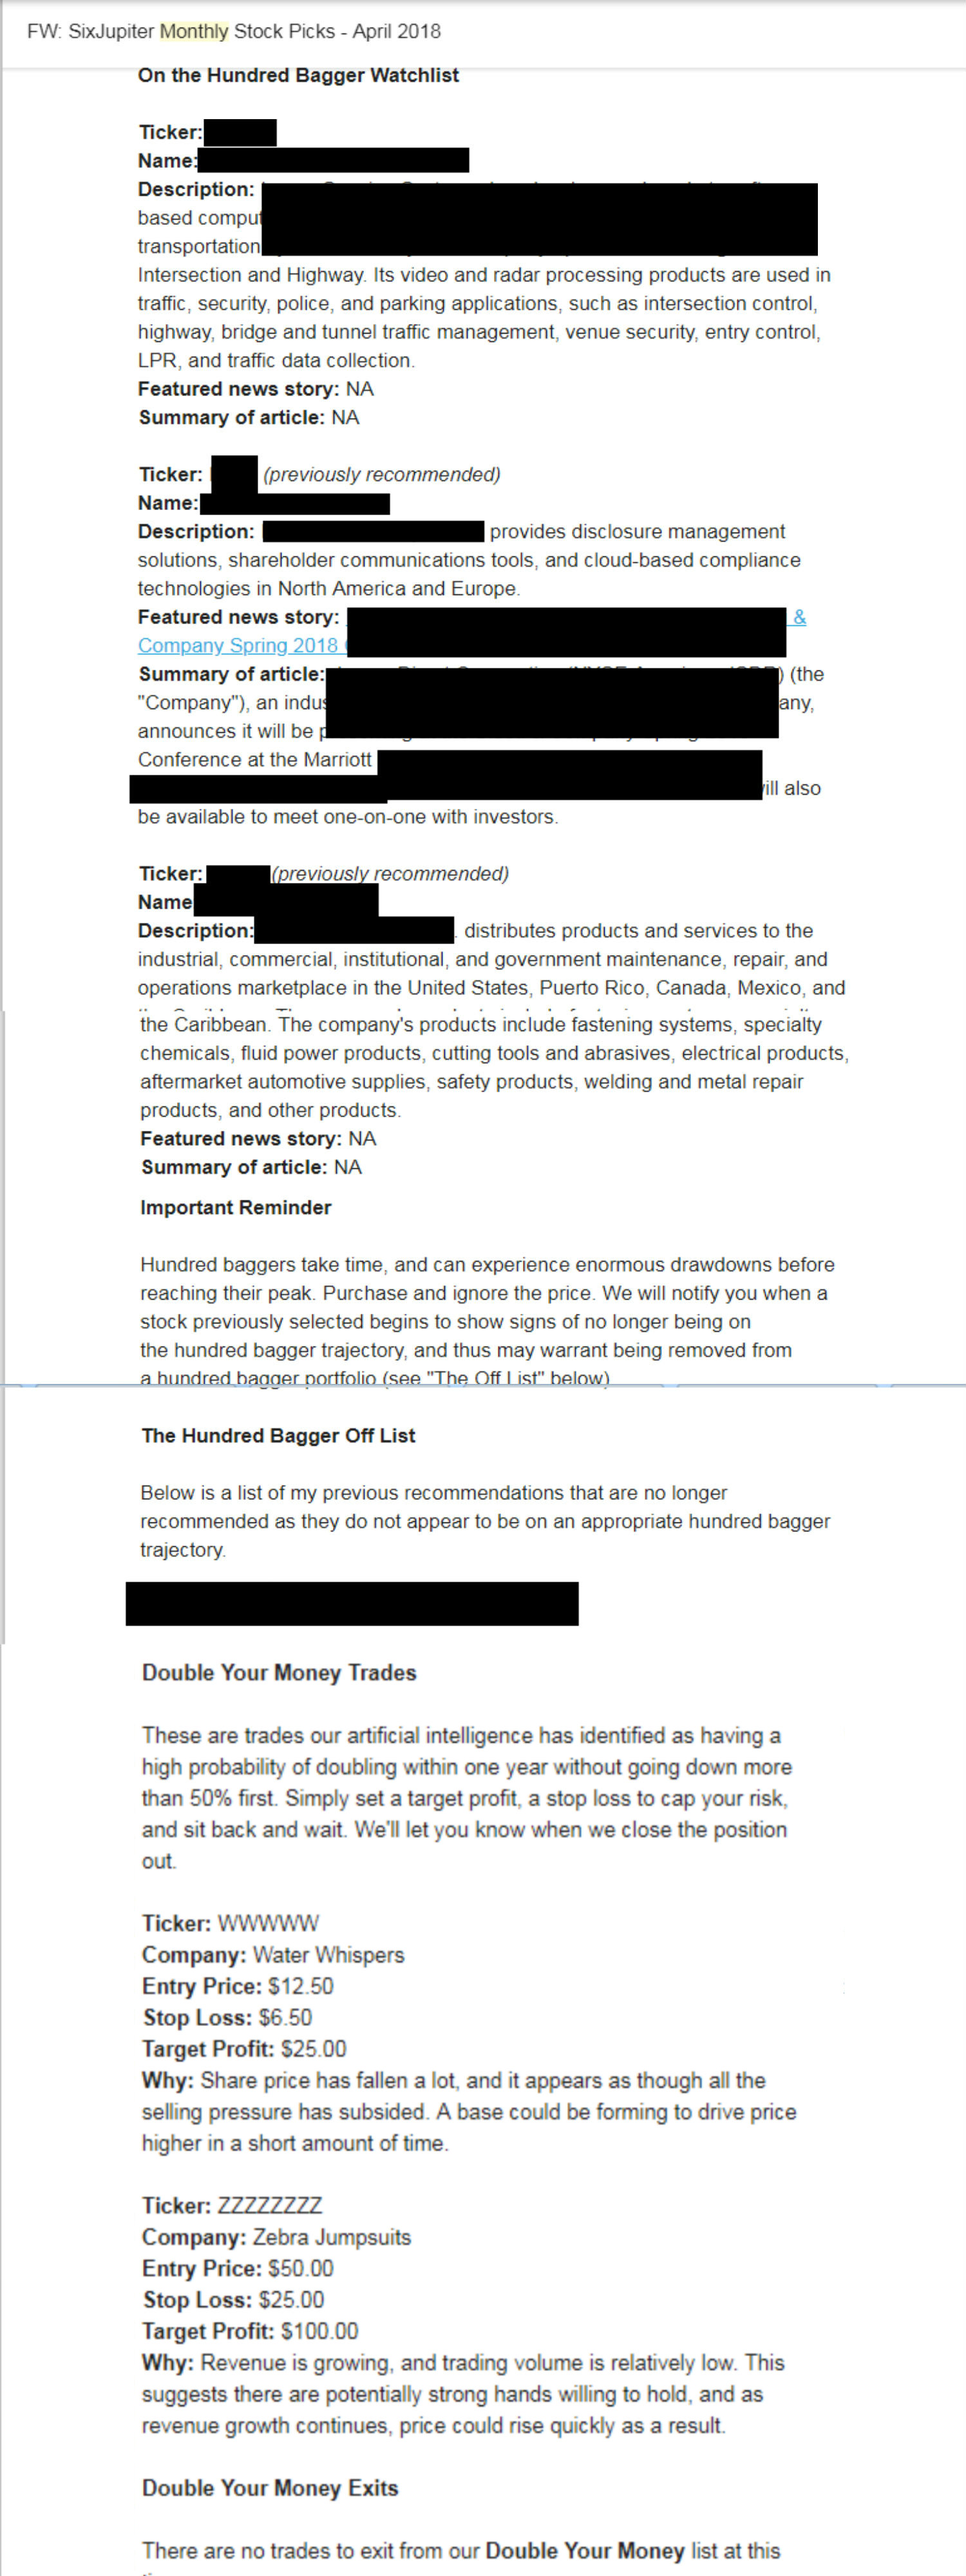 FW: SixJupiter Monthly Stock Picks - April 2018
On the Hundred Bagger Watchlist
Ticker:
Name:
Description:
based comput
transportation
Intersection and Highway. Its video and radar processing products are used in
traffic, security, police, and parking applications, such as intersection control,
highway, bridge and tunnel traffic management, venue security, entry control,
LPR, and traffic data collection.
Featured news story: NA
Summary of article: NA
Ticker: (previously recommended)
Name:
Description: provides disclosure management
solutions, shareholder communications tools, and cloud-based compliance
technologies in North America and Europe.
Featured news story: &
Company Spring 2018
Summary of article: ) (the
"Company"), an indus any,
announces it will be p
Conference at the Marriott
ill also
be available to meet one-on-one with investors.
Ticker: (previously recommended)
Name
Description: . distributes products and services to the
industrial, commercial, institutional, and government maintenance, repair, and
operations marketplace in the United States, Puerto Rico, Canada, Mexico, and
the Caribbean. The company's products include fastening systems, specialty
chemicals, fluid power products, cutting tools and abrasives, electrical products,
aftermarket automotive supplies, safety products, welding and metal repair
products, and other products.
Featured news story: NA
Summary of article: NA
Important Reminder
Hundred baggers take time, and can experience enormous drawdowns before
reaching their peak. Purchase and ignore the price. We will notify you when a
stock previously selected begins to show signs of no longer being on
the hundred bagger trajectory, and thus may warrant being removed from
a hundred bagger portfolio (see "The Off List" below)
The Hundred Bagger Off List
Below is a list of my previous recommendations that are no longer
recommended as they do not appear to be on an appropriate hundred bagger
trajectory.
Double Your Money Trades
These are trades our artificial intelligence has identified as having a
high probability of doubling within one year without going down more
than 50% first. Simply set a target profit, a stop loss to cap your risk,
and sit back and wait. We'll let you know when we close the position
out.
Ticker: WWWWW
Company: Water Whispers
Entry Price: $12.50
Stop Loss: $6.50
Target Profit: $25.00
Why: Share price has fallen a lot, and it appears as though all the
selling pressure has subsided. A base could be forming to drive price
higher in a short amount of time.
Ticker: ZZZZZZZZ
Company: Zebra Jumpsuits
Entry Price: $50.00
Stop Loss: $25.00
Target Profit: $100.00
Why: Revenue is growing, and trading volume is relatively low. This
suggests there are potentially strong hands willing to hold, and as
revenue growth continues, price could rise quickly as a result.
Double Your Money Exits
There are no trades to exit from our Double Your Money list at this